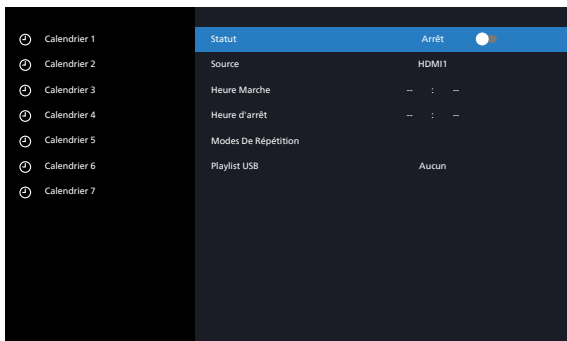 Calendrier 1
Calendrier 2
Calendrier 3
Calendrier 4
Calendrier 5
Calendrier 6
Calendrier 7
Statut Arrêt
Source HDMI1
Heure Marche -- : --
Heure d'arrêt -- : --
Modes De Répétition
Playlist USB Aucun